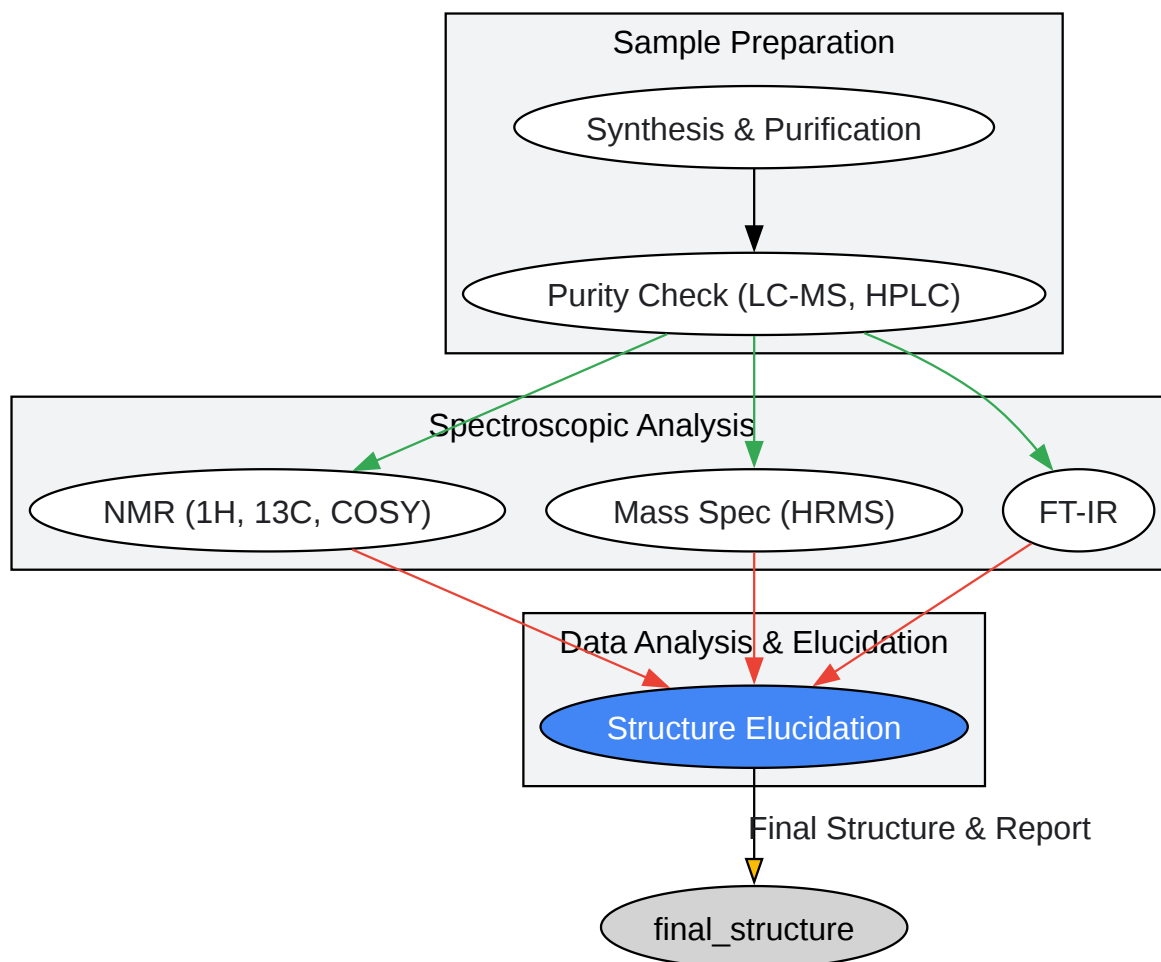 Sample Preparation
Synthesis & Purification
Purity Check (LC-MS, HPLC)
Spectroscopic Analysis
NMR (1H, 13C, COSY)
Mass Spec (HRMS)
FT-IR
Data Analysis & Elucidation
Structure Elucidation
Final Structure & Report
final_structure